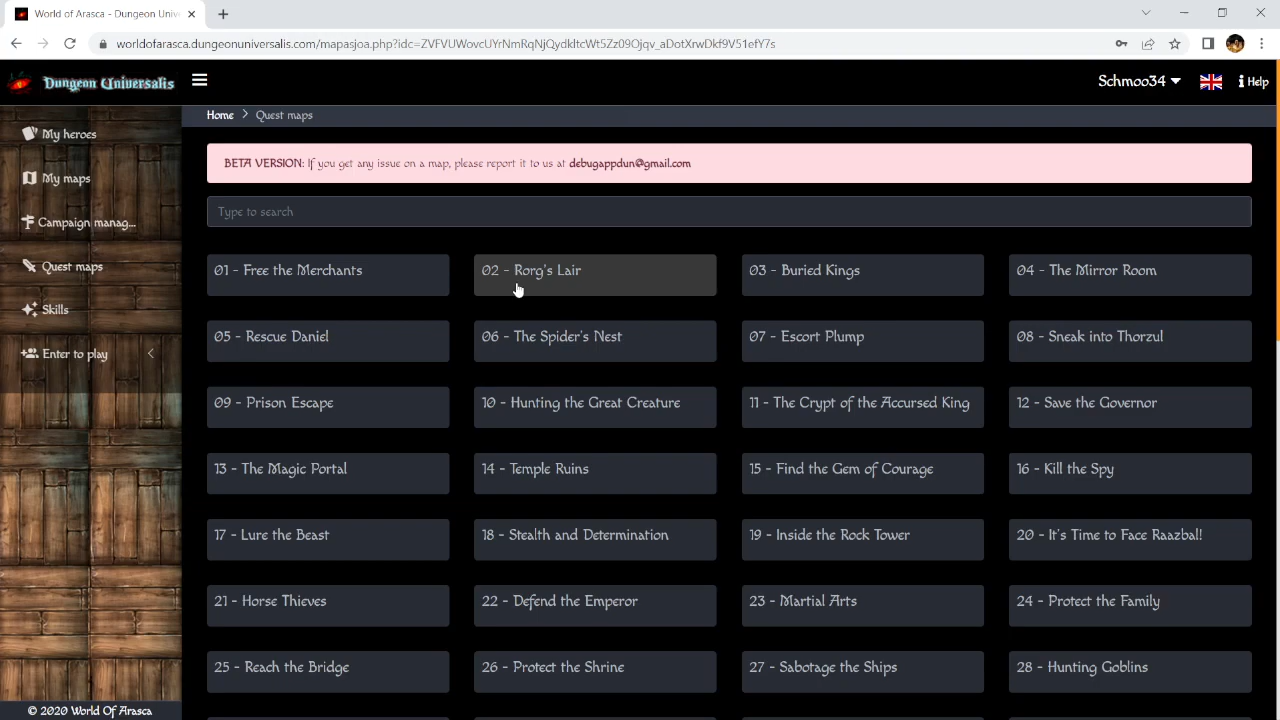 World of Arasca - Dungeon Unive
worldofarasca.dungeonuniversalis.com/mapasjoa.php?idc=ZVFVUWovcUYrNmRqNjQydkltcWt5Zz09Ojqv_aDotXrwDkf9V51efY7s
Dungeon Universalis
Schmoo34
Help
Home > Quest maps
My heroes
My maps
Campaign manag...
Quest maps
Skills
Enter to play
BETA VERSION: If you get any issue on a map, please report it to us at debugappdun@gmail.com
Type to search
01 - Free the Merchants
02 - Rorg's Lair
03 - Buried Kings
04 - The Mirror Room
05 - Rescue Daniel
06 - The Spider's Nest
07 - Escort Plump
08 - Sneak into Thorzul
09 - Prison Escape
10 - Hunting the Great Creature
11 - The Crypt of the Accursed King
12 - Save the Governor
13 - The Magic Portal
14 - Temple Ruins
15 - Find the Gem of Courage
16 - Kill the Spy
17 - Lure the Beast
18 - Stealth and Determination
19 - Inside the Rock Tower
20 - It's Time to Face Raazbal!
21 - Horse Thieves
22 - Defend the Emperor
23 - Martial Arts
24 - Protect the Family
25 - Reach the Bridge
26 - Protect the Shrine
27 - Sabotage the Ships
28 - Hunting Goblins
© 2020 World Of Arasca